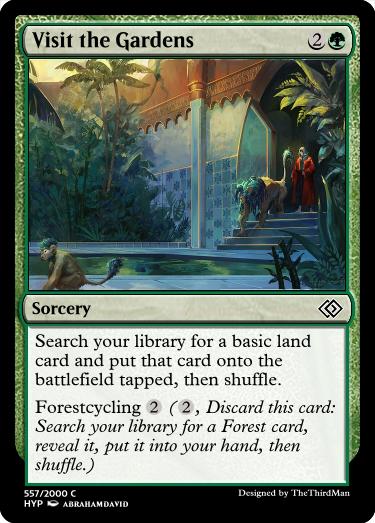 Visit the Gardens 2
Sorcery
Search your library for a basic land
card and put that card onto the
battlefield tapped, then shuffle.
Forestcycling 2 (2, Discard this card:
Search your library for a Forest card,
reveal it, put it into your hand, then
shuffle.)
557/2000 C
HYP ABRAHAMDAVID
Designed by TheThirdMan